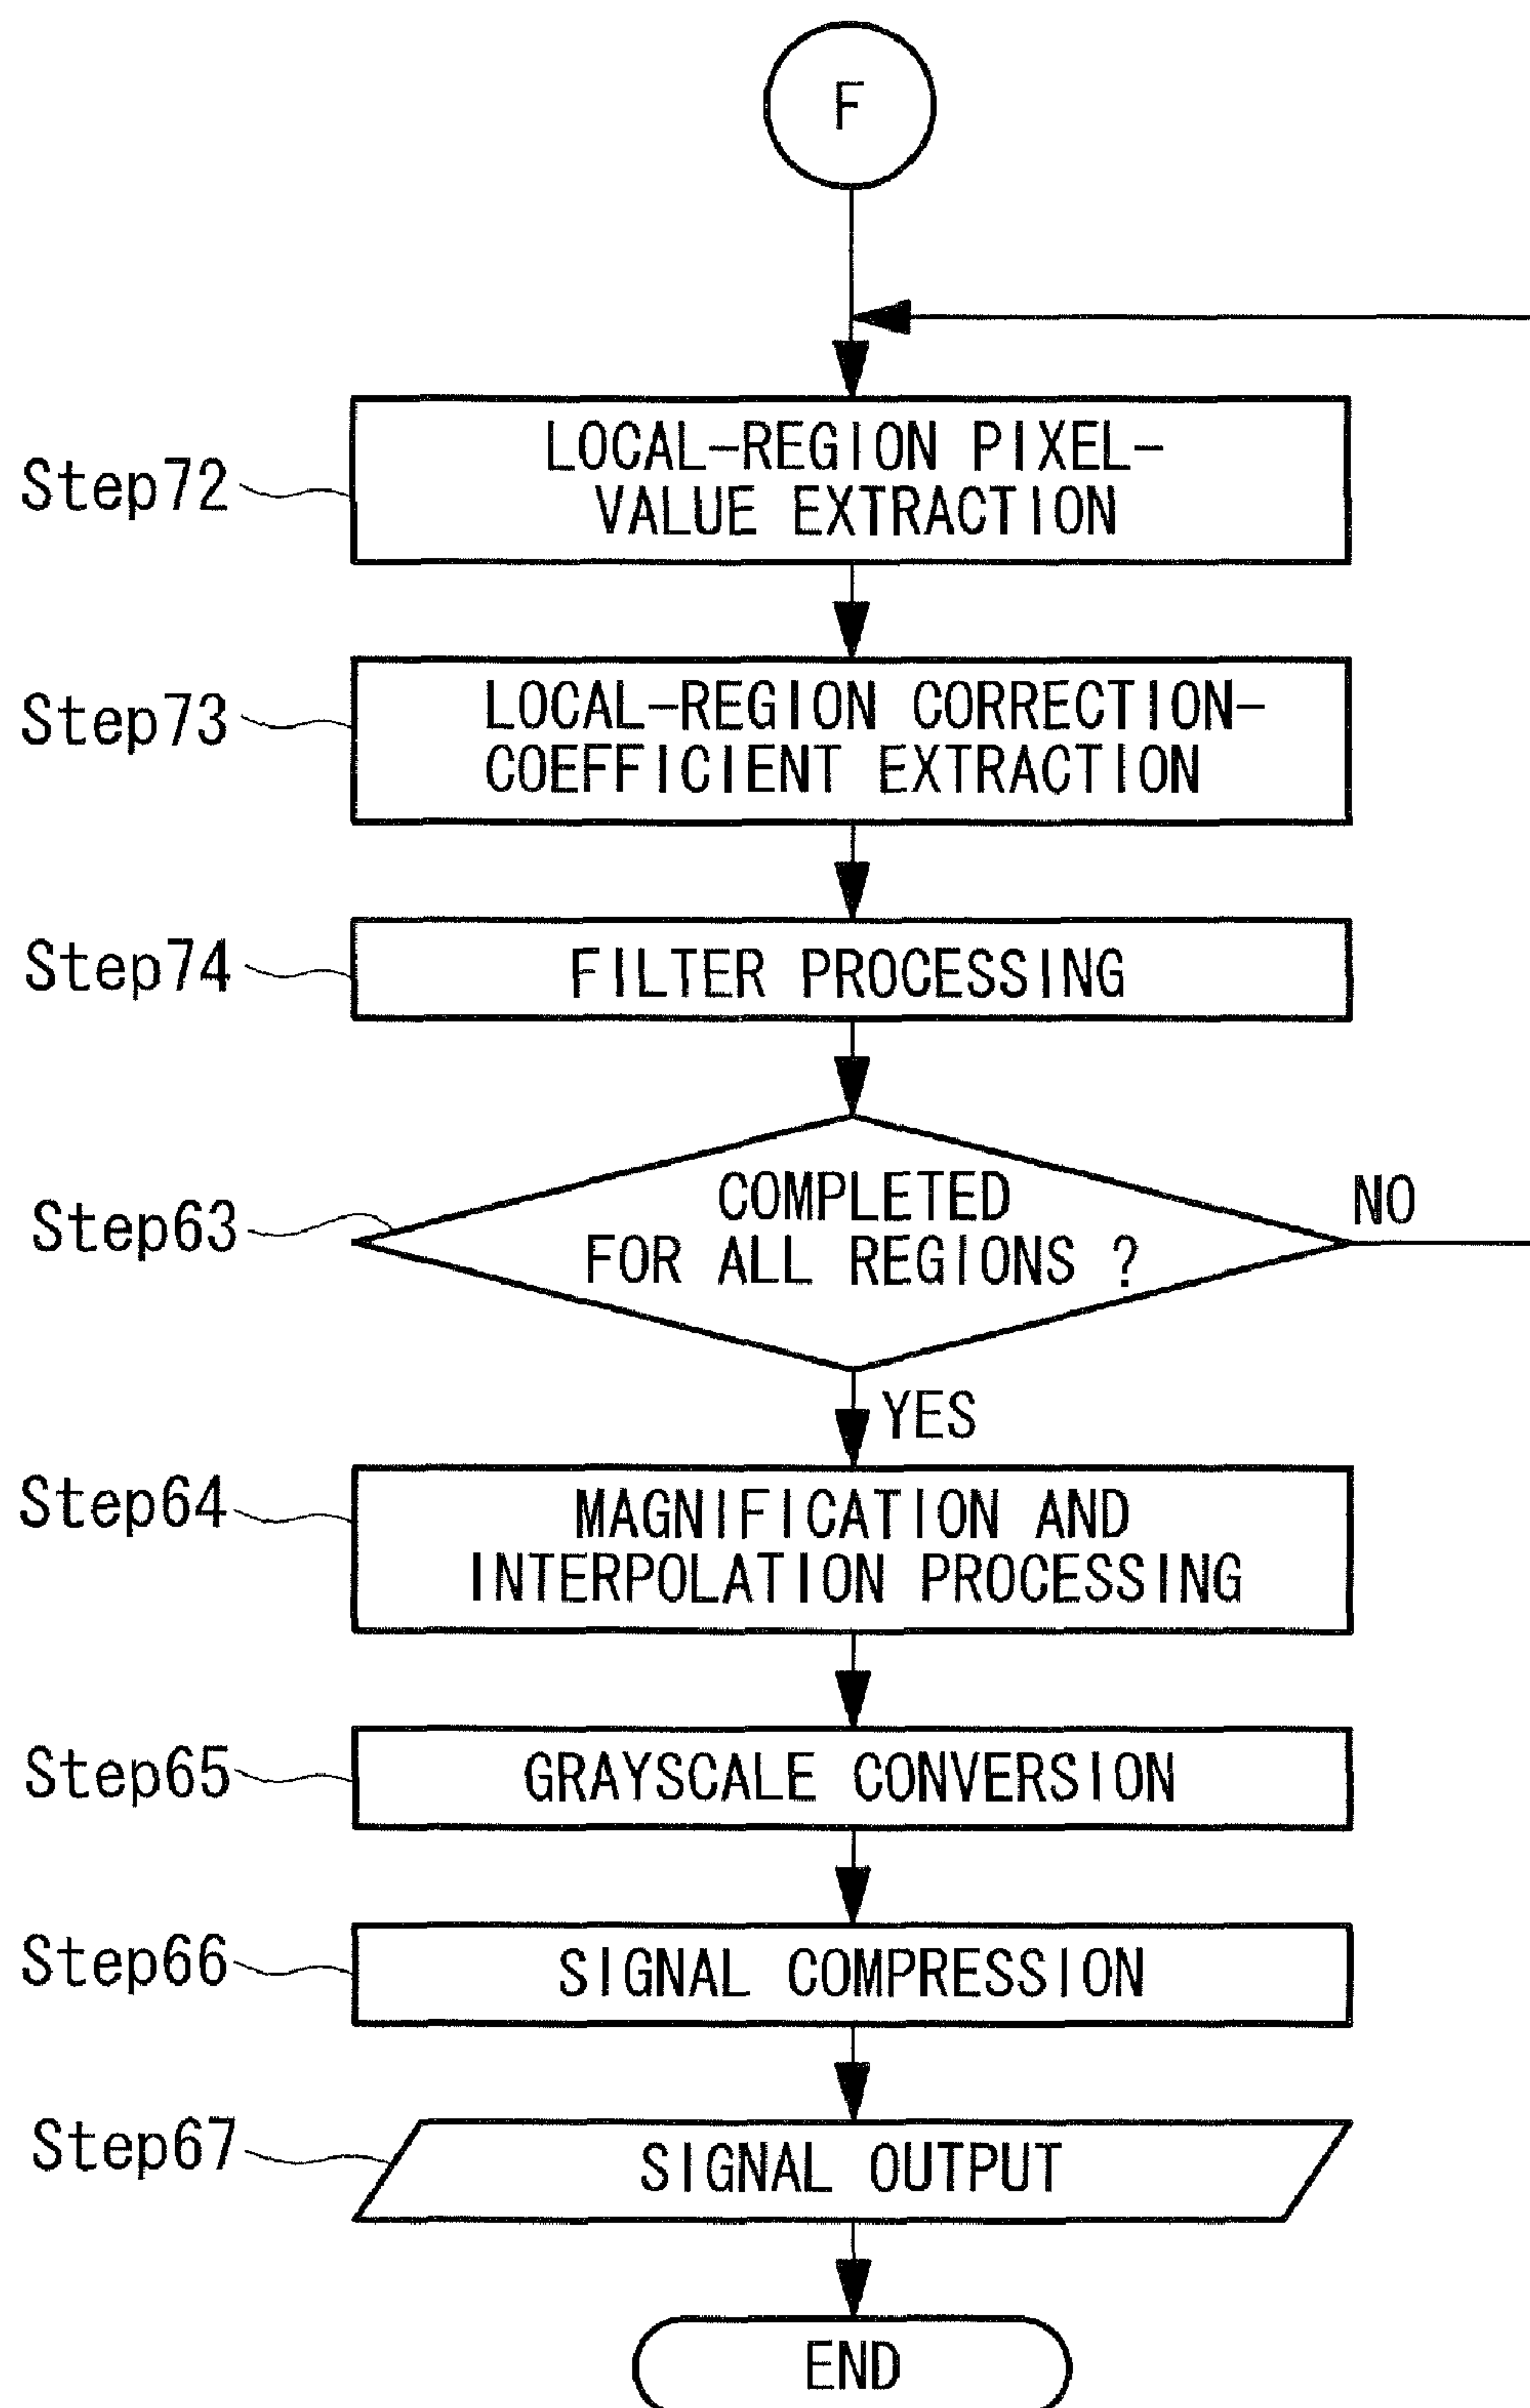 F
Step72
LOCAL-REGION PIXEL-
VALUE EXTRACTION
Step73
LOCAL-REGION CORRECTION-
COEFFICIENT EXTRACTION
Step74
FILTER PROCESSING
Step63
COMPLETED
FOR ALL REGIONS ?
NO
YES
Step64
MAGNIFICATION AND
INTERPOLATION PROCESSING
Step65
GRAYSCALE CONVERSION
Step66
SIGNAL COMPRESSION
Step67
SIGNAL OUTPUT
END